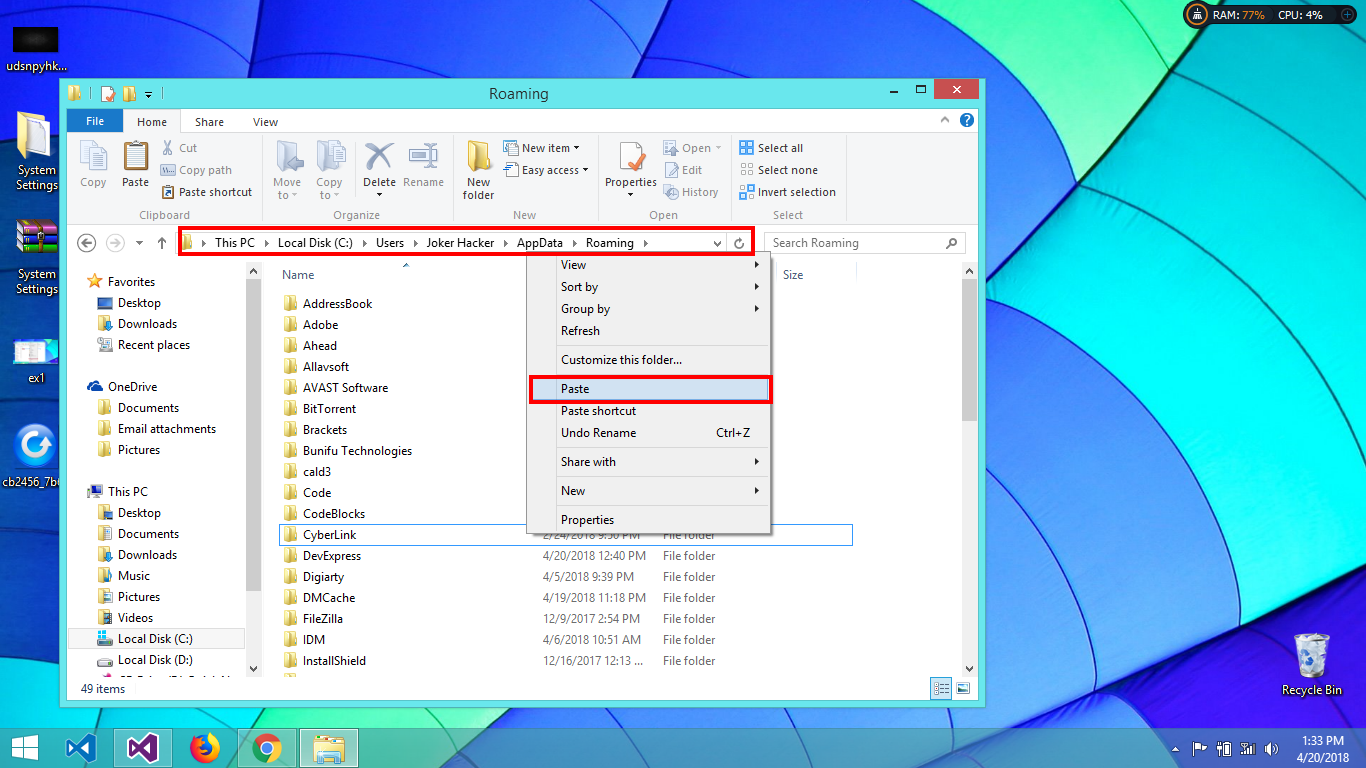 RAM: 77% CPU: 4%
udsnpyhk...
System Settings
System Settings
ex1
cb2456_7b6
Recycle Bin
Roaming
File Home Share View
Copy
Paste
Cut
Copy path
Paste shortcut
Clipboard
Move to
Copy to
Delete
Rename
Organize
New folder
New item
Easy access
New
Properties
Open
Edit
History
Open
Select all
Select none
Invert selection
Select
This PC Local Disk (C:) Users Joker Hacker AppData Roaming
Search Roaming
Favorites
Desktop
Downloads
Recent places
OneDrive
Documents
Email attachments
Pictures
This PC
Desktop
Documents
Downloads
Music
Pictures
Videos
Local Disk (C:)
Local Disk (D:)
Name Size
AddressBook
Adobe
Ahead
Allavsoft
AVAST Software
BitTorrent
Brackets
Bunifu Technologies
cald3
Code
CodeBlocks
CyberLink 2/24/2018 9:50 PM File folder
DevExpress 4/20/2018 12:40 PM File folder
Digiarty 4/5/2018 9:39 PM File folder
DMCache 4/19/2018 11:18 PM File folder
FileZilla 12/9/2017 2:54 PM File folder
IDM 4/6/2018 10:51 AM File folder
InstallShield 12/16/2017 12:13 ... File folder
View
Sort by
Group by
Refresh
Customize this folder...
Paste
Paste shortcut
Undo Rename Ctrl+Z
Share with
New
Properties
49 items
1:33 PM
4/20/2018